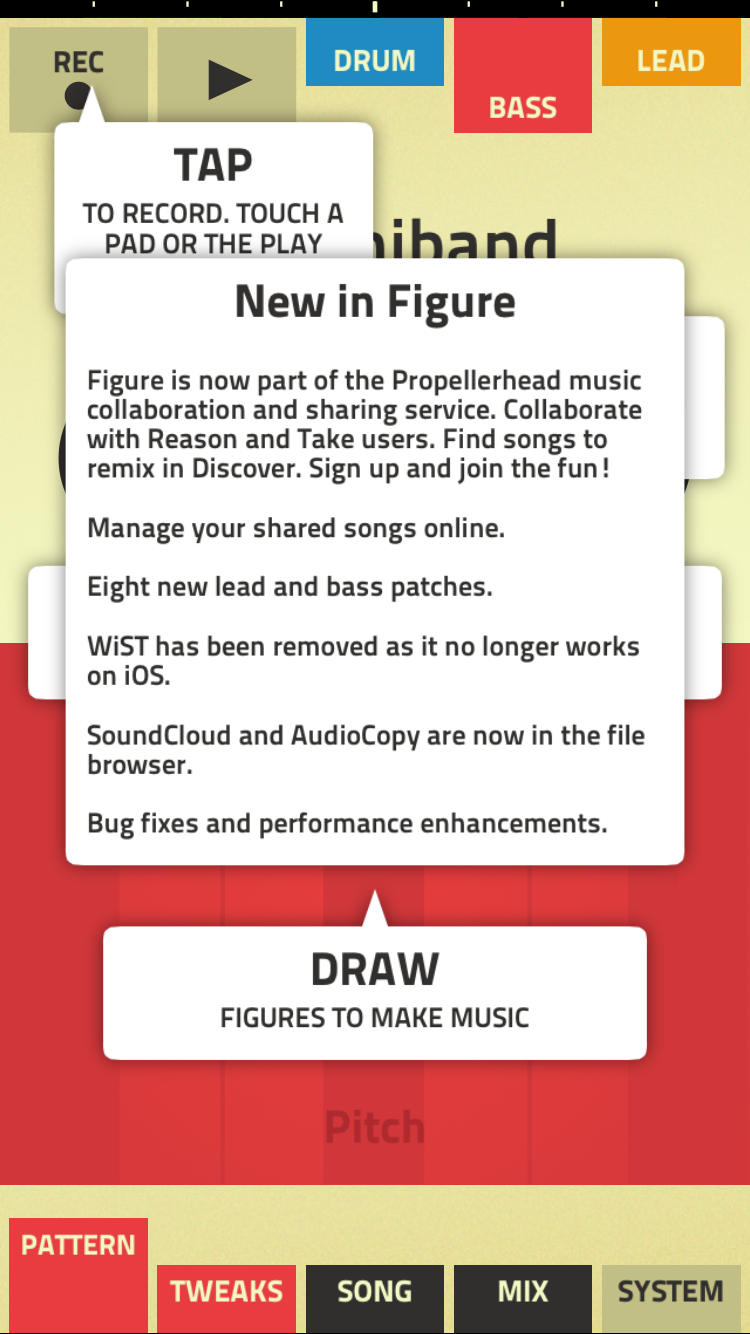 REC
DRUM
BASS
LEAD
TAP
TO RECORD. TOUCH A
PAD OR THE PLAY
New in Figure
Figure is now part of the Propellerhead music
collaboration and sharing service. Collaborate
with Reason and Take users. Find songs to
remix in Discover. Sign up and join the fun!
Manage your shared songs online.
Eight new lead and bass patches.
WiST has been removed as it no longer works
on iOS.
SoundCloud and AudioCopy are now in the file
browser.
Bug fixes and performance enhancements.
DRAW
FIGURES TO MAKE MUSIC
Pitch
PATTERN
TWEAKS
SONG
MIX
SYSTEM